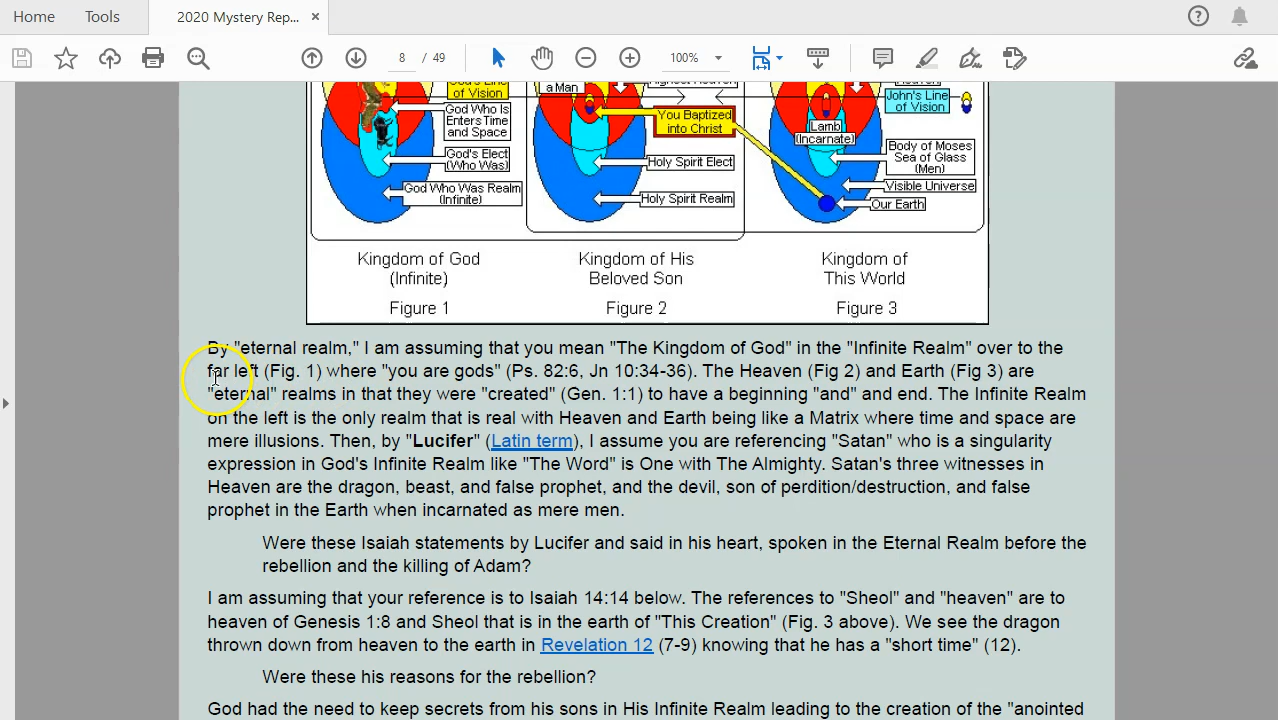 Home
Tools
2020 Mystery Rep...
×
8 / 49
100%
God's Line
of Vision
God Who Is
Enters Time
and Space
God's Elect
(Who Was)
God Who Was Realm
(Infinite)
a Man
Highest Heaven
You Baptized
into Christ
Holy Spirit Elect
Holy Spirit Realm
John's Line
of Vision
Lamb
(Incarnate)
Body of Moses
Sea of Glass
(Men)
Visible Universe
Our Earth
Kingdom of God
(Infinite)
Figure 1
Kingdom of His
Beloved Son
Figure 2
Kingdom of
This World
Figure 3
By "eternal realm," I am assuming that you mean "The Kingdom of God" in the "Infinite Realm" over to the
far left (Fig. 1) where "you are gods" (Ps. 82:6, Jn 10:34-36). The Heaven (Fig 2) and Earth (Fig 3) are
"eternal" realms in that they were "created" (Gen. 1:1) to have a beginning "and" and end. The Infinite Realm
on the left is the only realm that is real with Heaven and Earth being like a Matrix where time and space are
mere illusions. Then, by "Lucifer" (Latin term), I assume you are referencing "Satan" who is a singularity
expression in God's Infinite Realm like "The Word" is One with The Almighty. Satan's three witnesses in
Heaven are the dragon, beast, and false prophet, and the devil, son of perdition/destruction, and false
prophet in the Earth when incarnated as mere men.
Were these Isaiah statements by Lucifer and said in his heart, spoken in the Eternal Realm before the
rebellion and the killing of Adam?
I am assuming that your reference is to Isaiah 14:14 below. The references to "Sheol" and "heaven" are to
heaven of Genesis 1:8 and Sheol that is in the earth of "This Creation" (Fig. 3 above). We see the dragon
thrown down from heaven to the earth in Revelation 12 (7-9) knowing that he has a "short time" (12).
Were these his reasons for the rebellion?
God had the need to keep secrets from his sons in His Infinite Realm leading to the creation of the "anointed